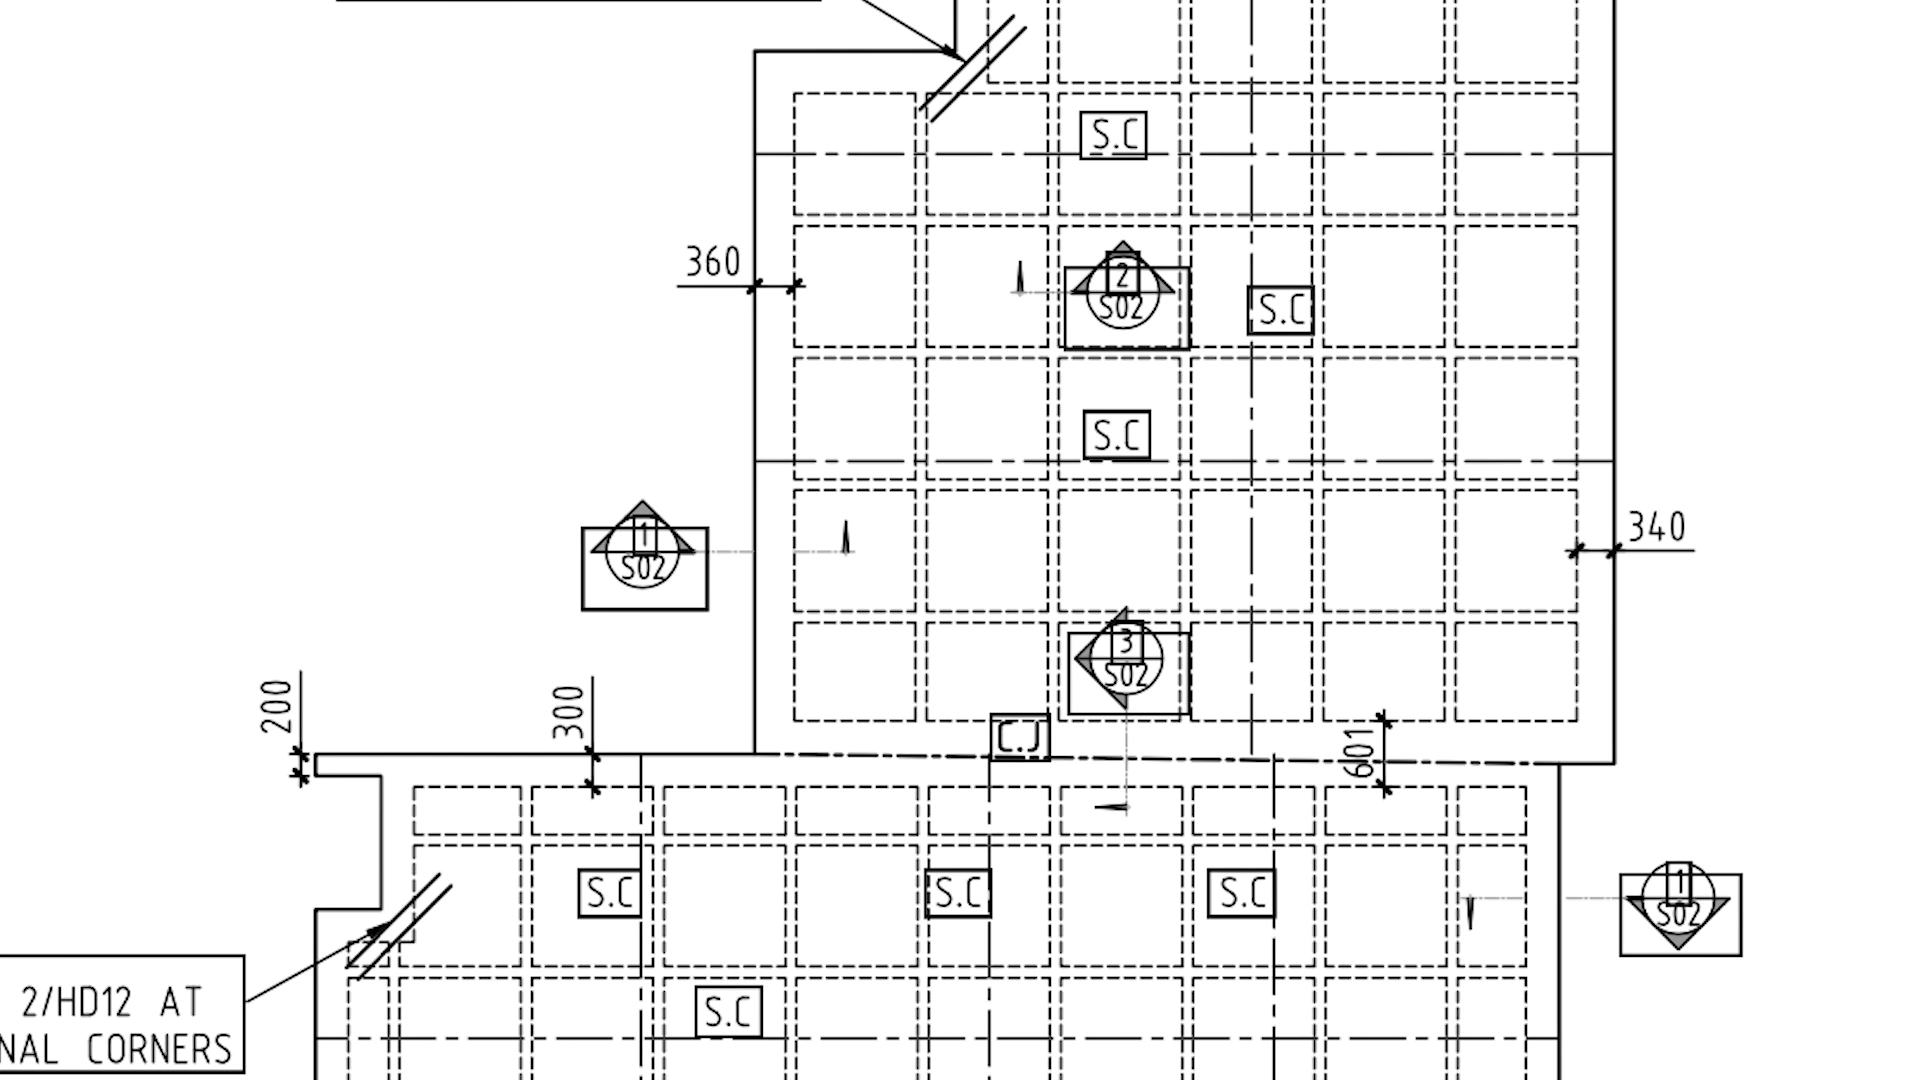 S.C
360
2
S02
S.C
S.C
340
1
S02
3
S02
200
300
C.J
601
S.C
S.C
S.C
1
S02
S.C
2/HD12 AT
NAL CORNERS